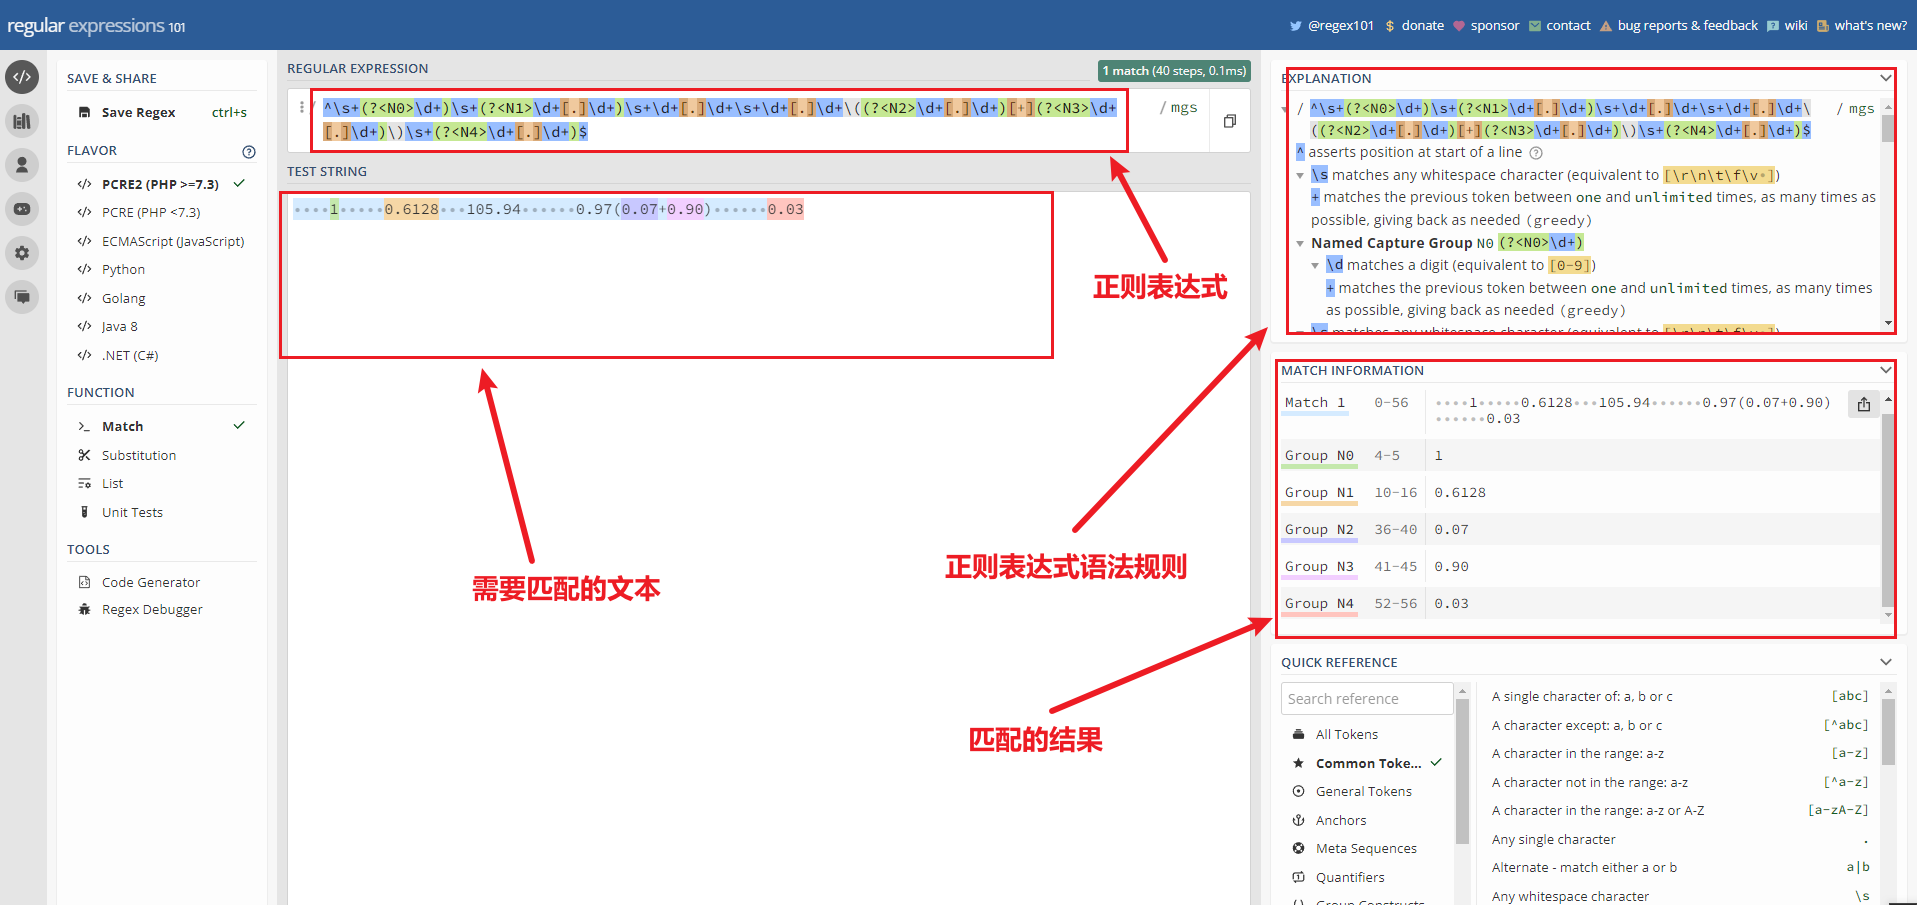 regular expressions 101
@regex101
$ donate
sponsor
contact
bug reports & feedback
wiki
what's new?
SAVE & SHARE
Save Regex ctrl+s
FLAVOR
</> PCRE2 (PHP >=7.3)
</> PCRE (PHP <7.3)
</> ECMAScript (JavaScript)
</> Python
</> Golang
</> Java 8
</> .NET (C#)
FUNCTION
Match
Substitution
List
Unit Tests
TOOLS
Code Generator
Regex Debugger
REGULAR EXPRESSION
1 match (40 steps, 0.1ms)
/ ^\s+(?<N0>\d+)\s+(?<N1>\d+[.]\d+)\s+\d+[.]\d+\s+\d+[.]\d+\((?<N2>\d+[.]\d+)[+](?<N3>\d+
[.]\d+)\)\s+(?<N4>\d+[.]\d+)$
/ mgs
TEST STRING
····1·····0.6128···105.94······0.97(0.07+0.90)······0.03
正则表达式
需要匹配的文本
正则表达式语法规则
匹配的结果
EXPLANATION
/ ^\s+(?<N0>\d+)\s+(?<N1>\d+[.]\d+)\s+\d+[.]\d+\s+\d+[.]\d+\ / mgs
((?<N2>\d+[.]\d+)[+](?<N3>\d+[.]\d+)\)\s+(?<N4>\d+[.]\d+)$
^ asserts position at start of a line
\s matches any whitespace character (equivalent to [\r\n\t\f\v ])
+ matches the previous token between one and unlimited times, as many times as
possible, giving back as needed (greedy)
Named Capture Group N0 (?<N0>\d+)
\d matches a digit (equivalent to [0-9])
+ matches the previous token between one and unlimited times, as many times
as possible, giving back as needed (greedy)
\s matches any whitespace character (equivalent to [\r\n\t\f\v ])
MATCH INFORMATION
Match 1 0-56 ····1·····0.6128···105.94······0.97(0.07+0.90)
······0.03
Group N0 4-5 1
Group N1 10-16 0.6128
Group N2 36-40 0.07
Group N3 41-45 0.90
Group N4 52-56 0.03
QUICK REFERENCE
Search reference
All Tokens
Common Toke...
General Tokens
Anchors
Meta Sequences
Quantifiers
Group Constructs
A single character of: a, b or c [abc]
A character except: a, b or c [^abc]
A character in the range: a-z [a-z]
A character not in the range: a-z [^a-z]
A character in the range: a-z or A-Z [a-zA-Z]
Any single character .
Alternate - match either a or b a|b
Any whitespace character \s